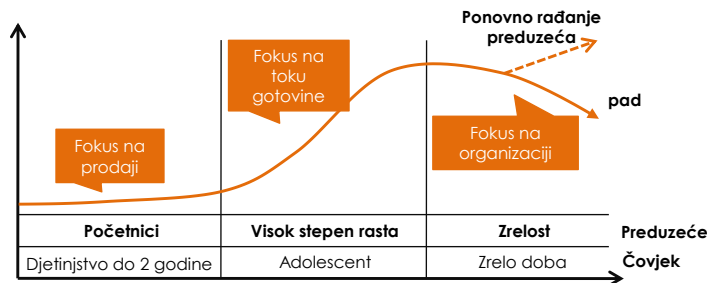 Ponovno rađanje
preduzeća
Fokus na
toku
gotovine
pad
Fokus na
prodaji
Fokus na
organizaciji
Početnici Visok stepen rasta Zrelost Preduzeće
Djetinjstvo do 2 godine Adolescent Zrelo doba Čovjek